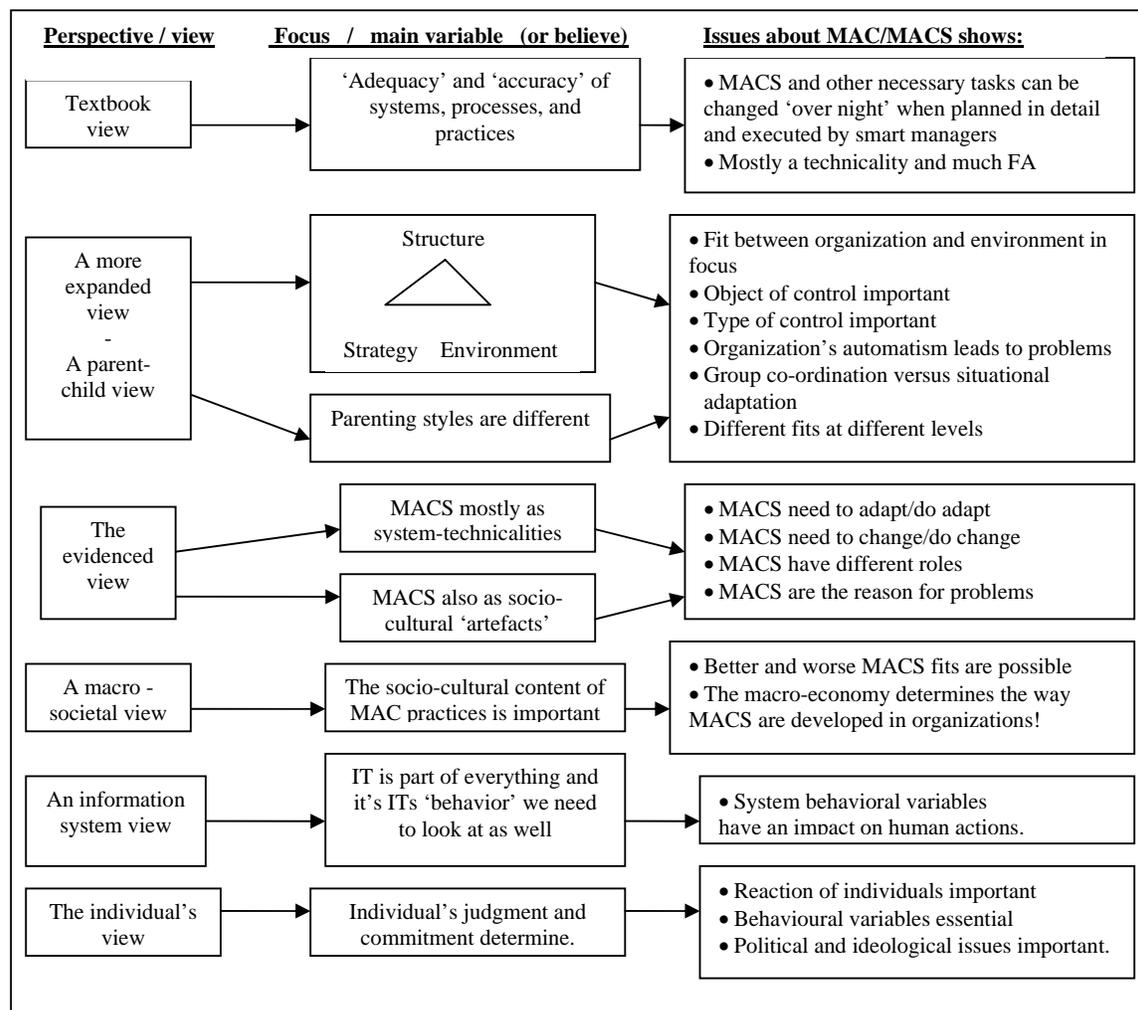 Perspective / view Focus / main variable (or believe) Issues about MAC/MACS shows:
Textbook
view
‘Adequacy’ and ‘accuracy’ of
systems, processes, and
practices
• MACS and other necessary tasks can be
changed ‘over night’ when planned in detail
and executed by smart managers
• Mostly a technicality and much FA
A more
expanded
view
-
A parent-
child view
Structure
Strategy Environment
Parenting styles are different
• Fit between organization and environment in
focus
• Object of control important
• Type of control important
• Organization’s automatism leads to problems
• Group co-ordination versus situational
adaptation
• Different fits at different levels
The
evidenced
view
MACS mostly as
system-technicalities
MACS also as socio-
cultural ‘artefacts’
• MACS need to adapt/do adapt
• MACS need to change/do change
• MACS have different roles
• MACS are the reason for problems
A macro -
societal view
The socio-cultural content of
MAC practices is important
• Better and worse MACS fits are possible
• The macro-economy determines the way
MACS are developed in organizations!
An information
system view
IT is part of everything and
it’s ITs ‘behavior’ we need
to look at as well
• System behavioral variables
have an impact on human actions.
The individual’s
view
Individual’s judgment and
commitment determine.
• Reaction of individuals important
• Behavioural variables essential
• Political and ideological issues important.